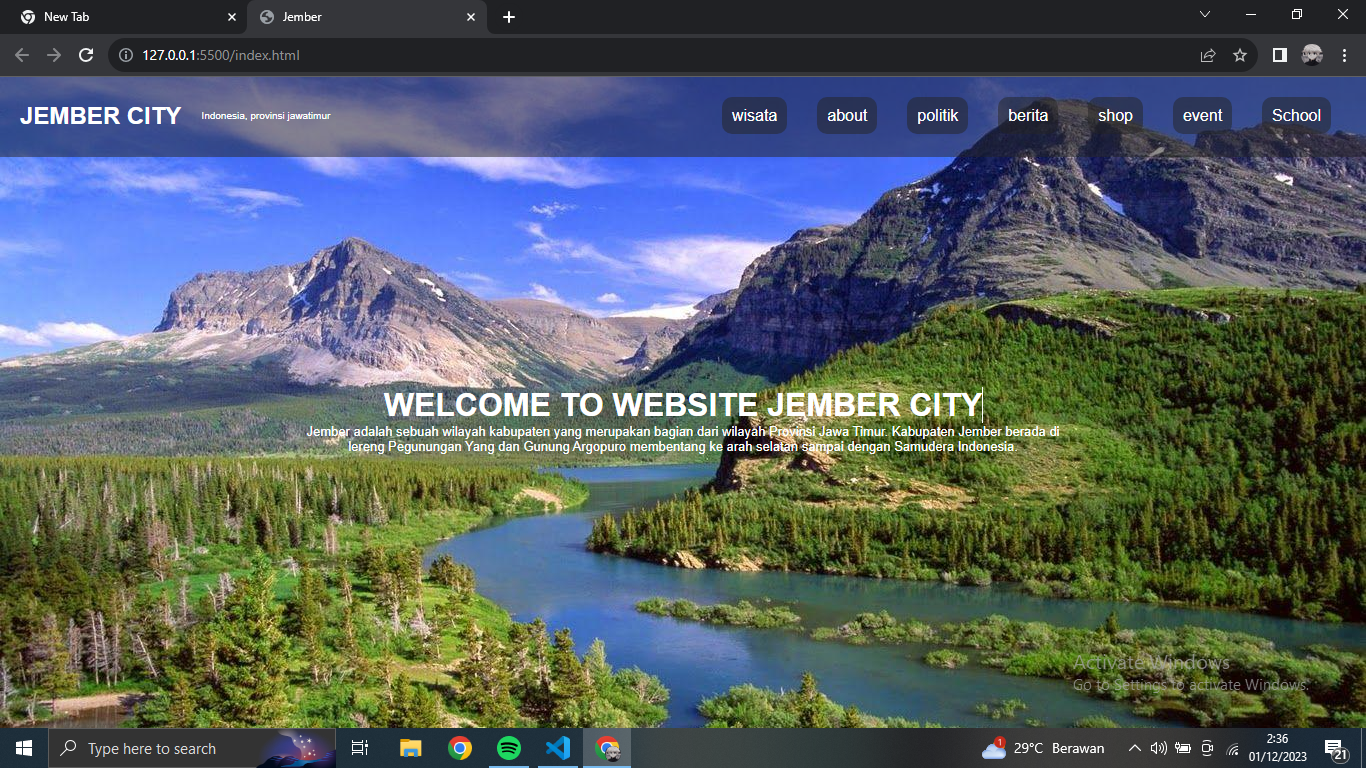 New Tab
Jember
127.0.0.1:5500/index.html
JEMBER CITY
Indonesia, provinsi jawatimur
wisata
about
politik
berita
shop
event
School
WELCOME TO WEBSITE JEMBER CITY
Jember adalah sebuah wilayah kabupaten yang merupakan bagian dari wilayah Provinsi Jawa Timur. Kabupaten Jember berada di
lereng Pegunungan Yang dan Gunung Argopuro membentang ke arah selatan sampai dengan Samudera Indonesia.
Activate Windows
Go to Settings to activate Windows.
Type here to search
1
29°C Berawan
2:36
01/12/2023
21